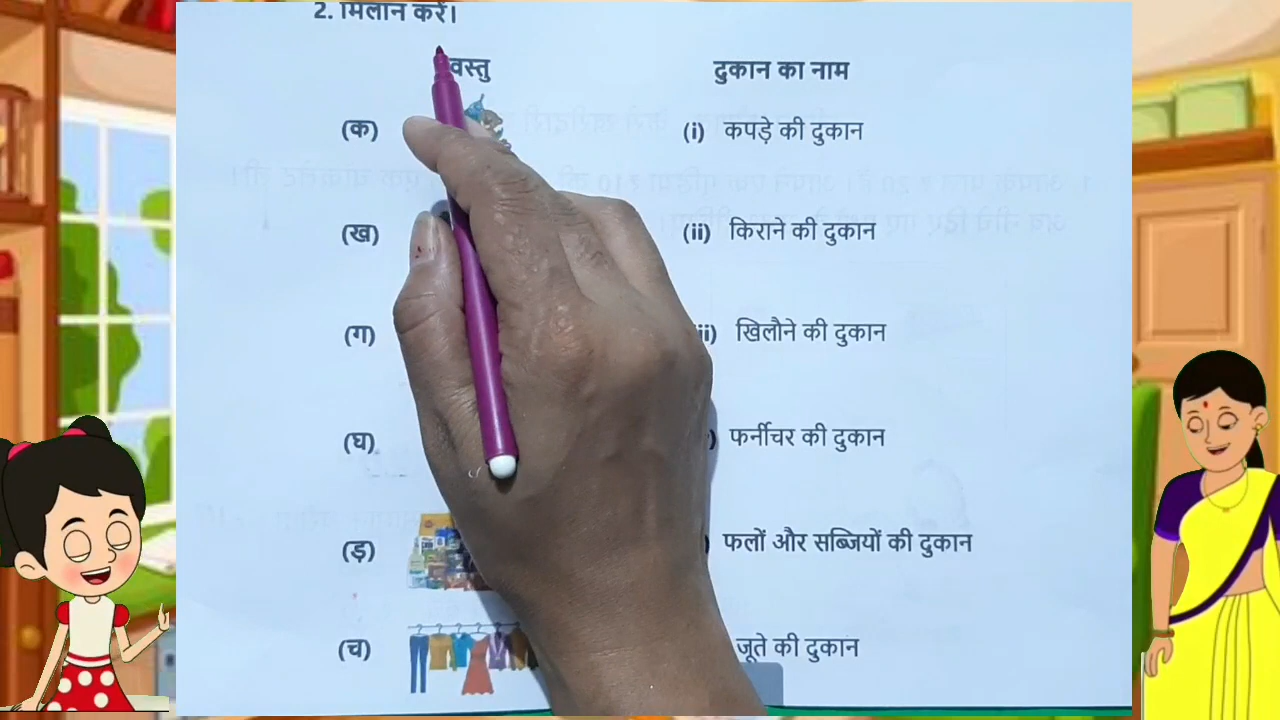 2. मिलान करें।
वस्तु दुकान का नाम
(क) (i) कपड़े की दुकान
(ख) (ii) किराने की दुकान
(ग) खिलौने की दुकान
(घ) फर्नीचर की दुकान
(ड़) फलों और सब्जियों की दुकान
(च) जूते की दुकान